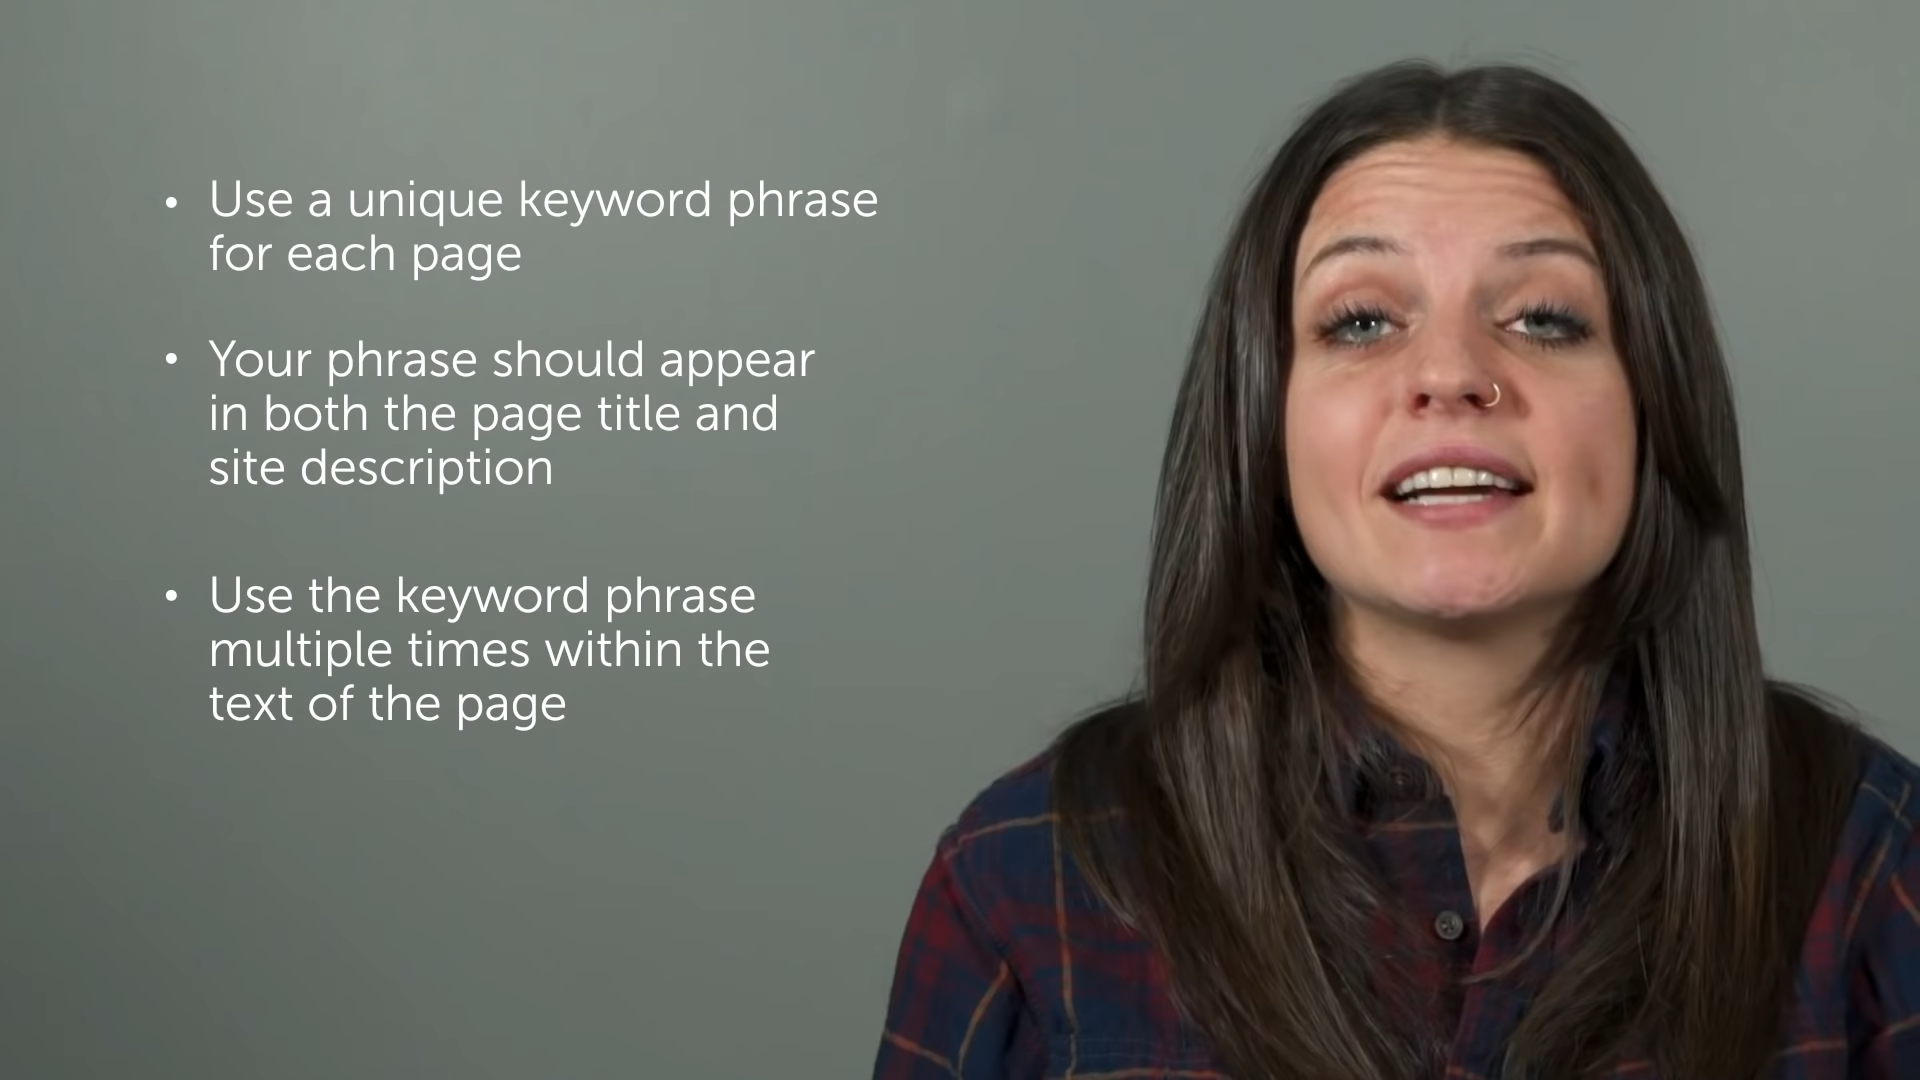 • Use a unique keyword phrase
for each page
• Your phrase should appear
in both the page title and
site description
• Use the keyword phrase
multiple times within the
text of the page